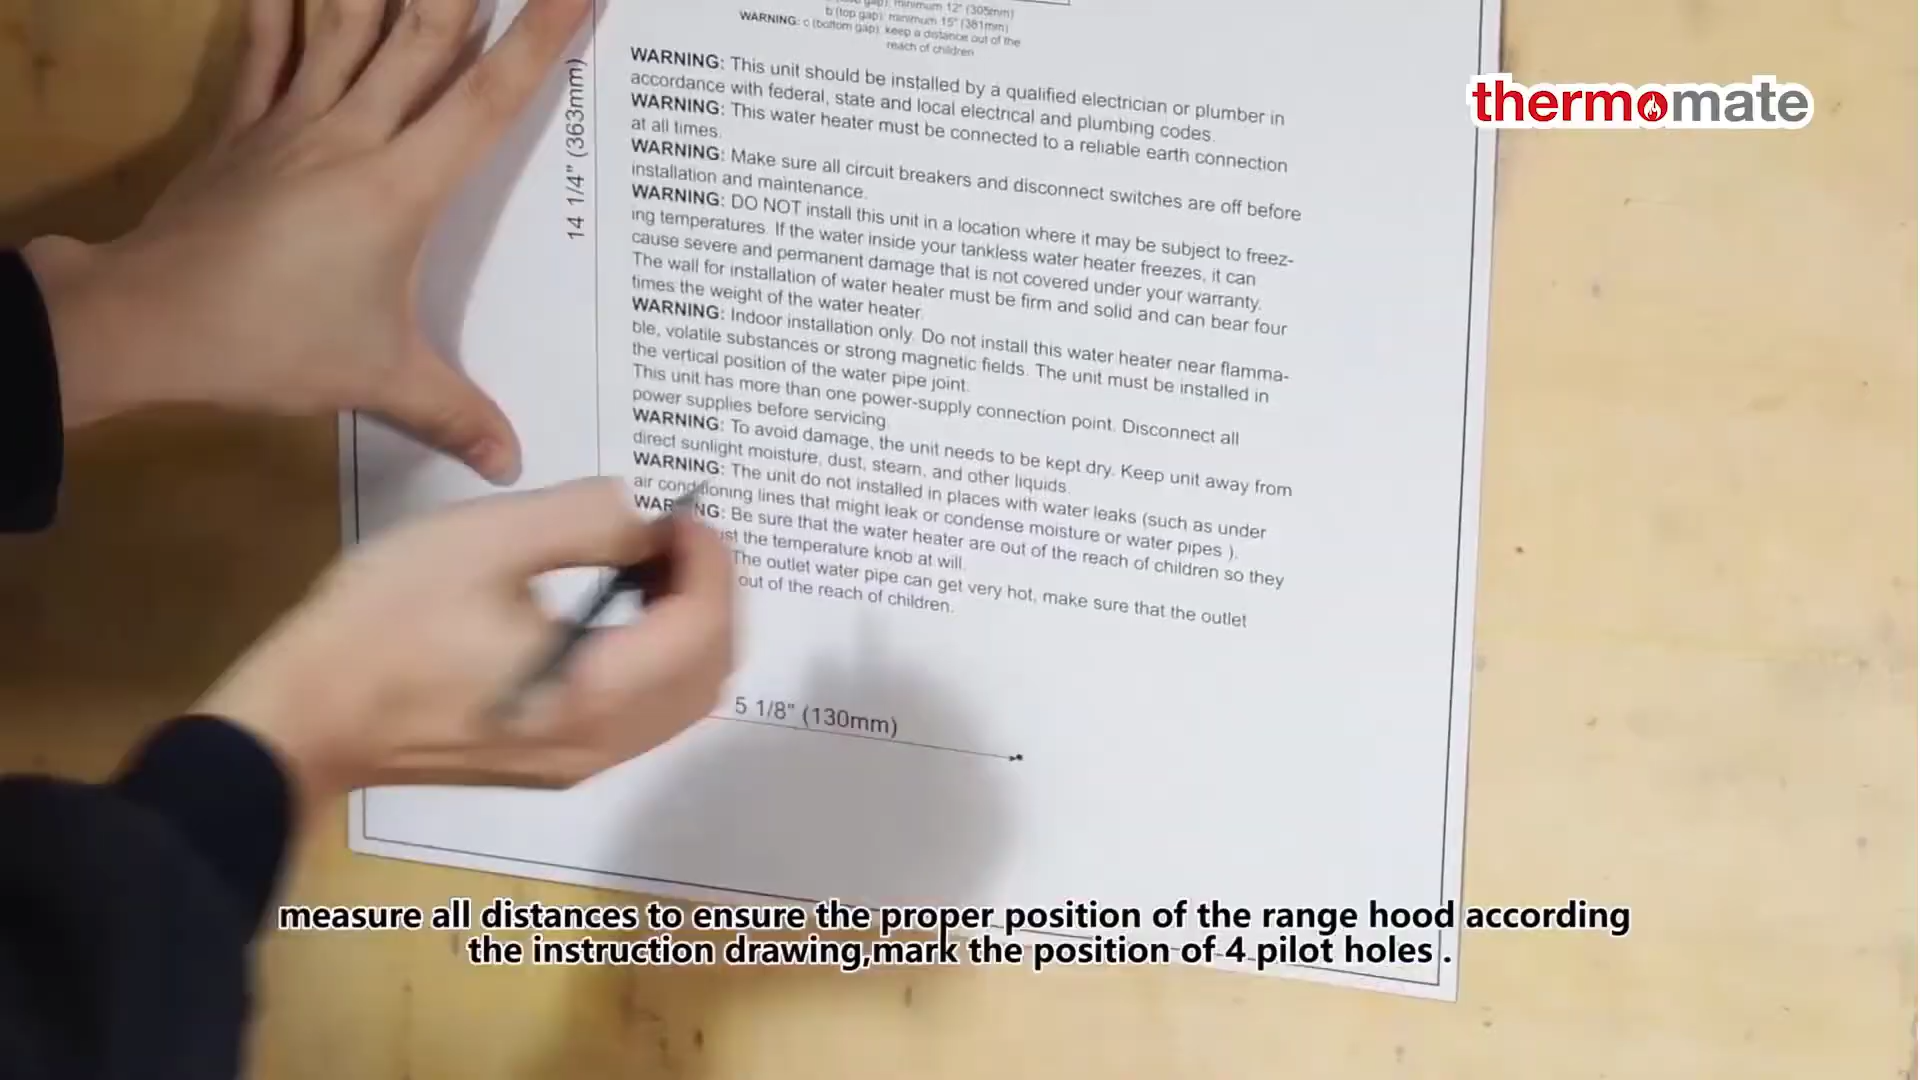 gap): minimum 12" (305mm)
b (top gap): minimum 15" (381mm)
WARNING: c (bottom gap): keep a distance out of the
reach of children
thermomate
14 1/4" (363mm)
WARNING: This unit should be installed by a qualified electrician or plumber in
accordance with federal, state and local electrical and plumbing codes.
WARNING: This water heater must be connected to a reliable earth connection
at all times.
WARNING: Make sure all circuit breakers and disconnect switches are off before
installation and maintenance.
WARNING: DO NOT install this unit in a location where it may be subject to freez-
ing temperatures. If the water inside your tankless water heater freezes, it can
cause severe and permanent damage that is not covered under your warranty.
The wall for installation of water heater must be firm and solid and can bear four
times the weight of the water heater.
WARNING: Indoor installation only. Do not install this water heater near flamma-
ble, volatile substances or strong magnetic fields. The unit must be installed in
the vertical position of the water pipe joint.
This unit has more than one power-supply connection point. Disconnect all
power supplies before servicing.
WARNING: To avoid damage, the unit needs to be kept dry. Keep unit away from
direct sunlight moisture, dust, steam, and other liquids.
WARNING: The unit do not installed in places with water leaks (such as under
air conditioning lines that might leak or condense moisture or water pipes ).
WARNING: Be sure that the water heater are out of the reach of children so they
the temperature knob at will.
The outlet water pipe can get very hot, make sure that the outlet
out of the reach of children.
5 1/8" (130mm)
measure all distances to ensure the proper position of the range hood according
the instruction drawing,mark the position of 4 pilot holes .